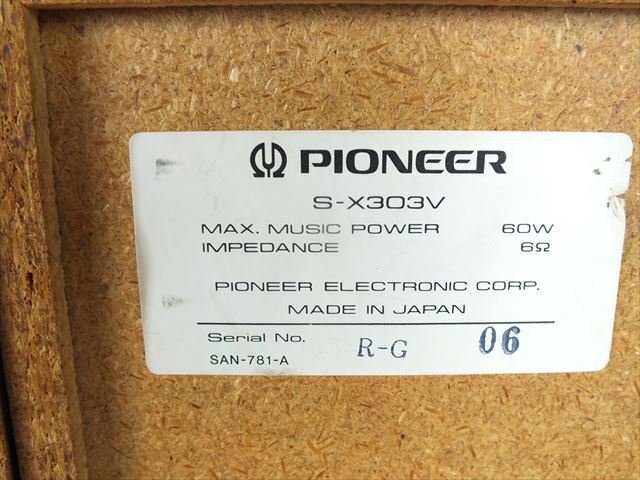 PIONEER
S-X303V
MAX. MUSIC POWER 60W
IMPEDANCE 6Ω
PIONEER ELECTRONIC CORP.
MADE IN JAPAN
Serial No. R-G 06
SAN-781-A